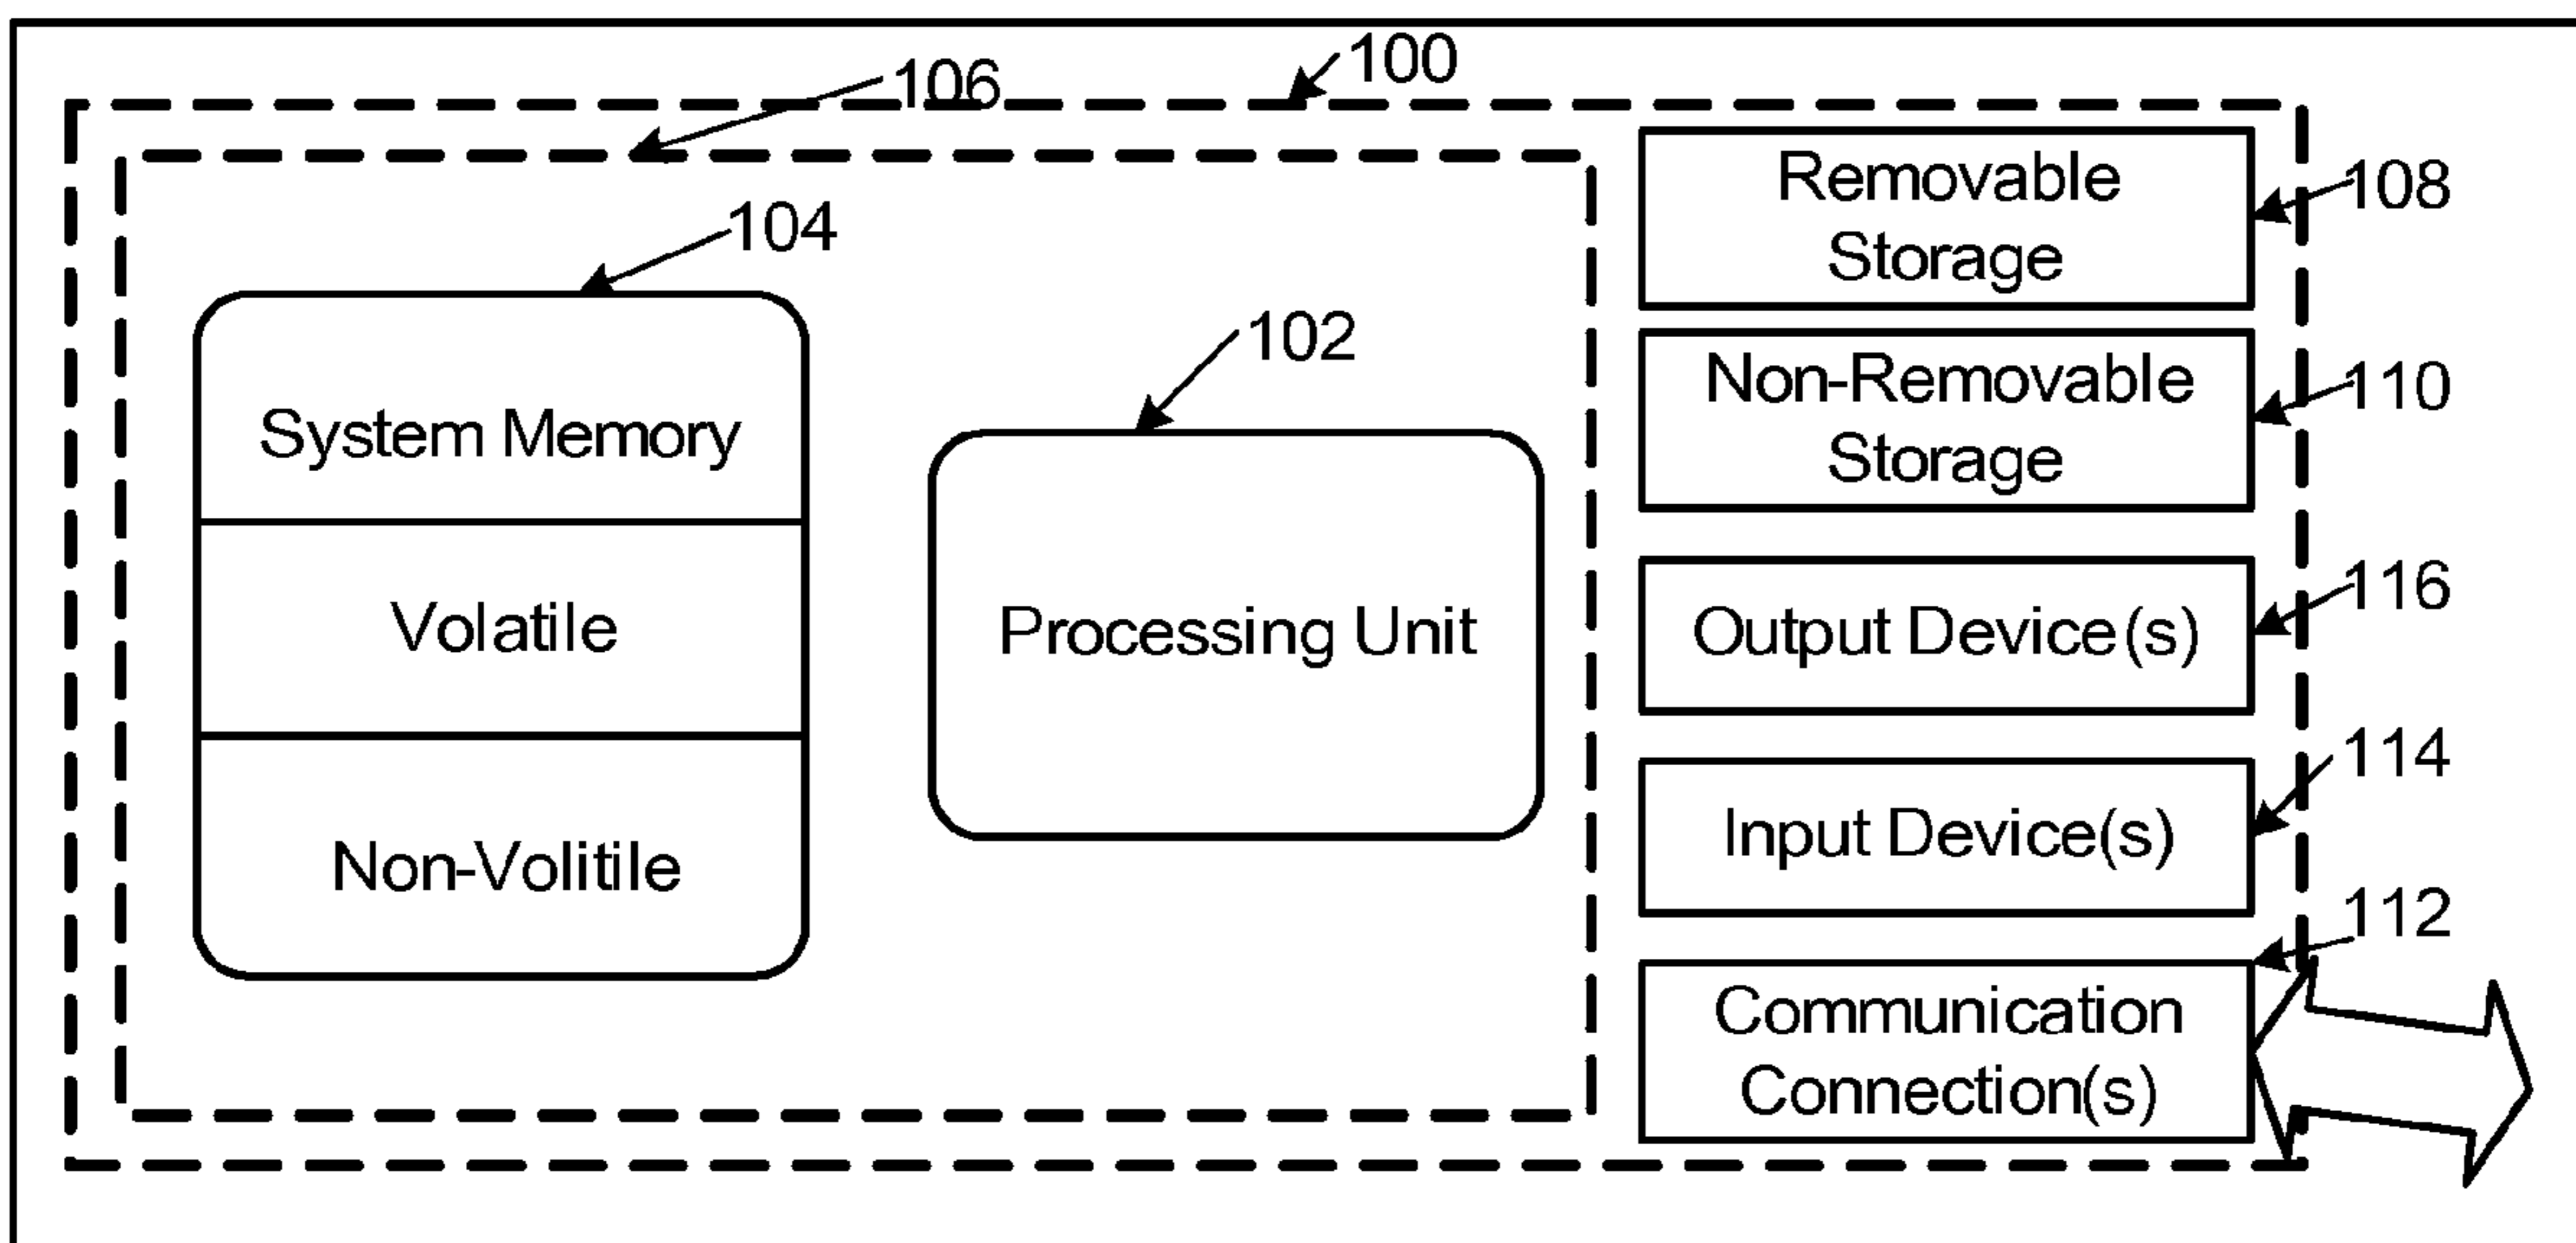 100
106
Removable
Storage
108
104
102
Non-Removable
Storage
110
System Memory
Volatile
Non-Volitile
Processing Unit
Output Device(s)
116
Input Device(s)
114
112
Communication
Connection(s)